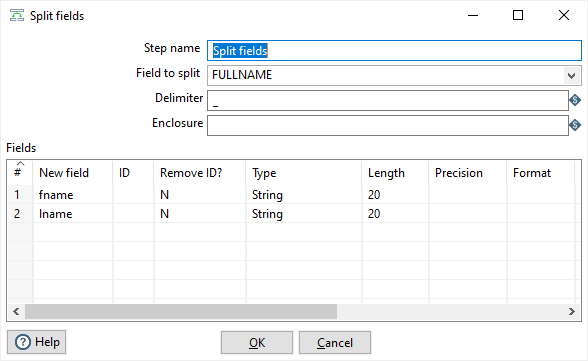 Split fields
Step name Split fields
Field to split FULLNAME
Delimiter _
Enclosure
Fields
# New field ID Remove ID? Type Length Precision Format
1 fname N String 20
2 lname N String 20
Help OK Cancel